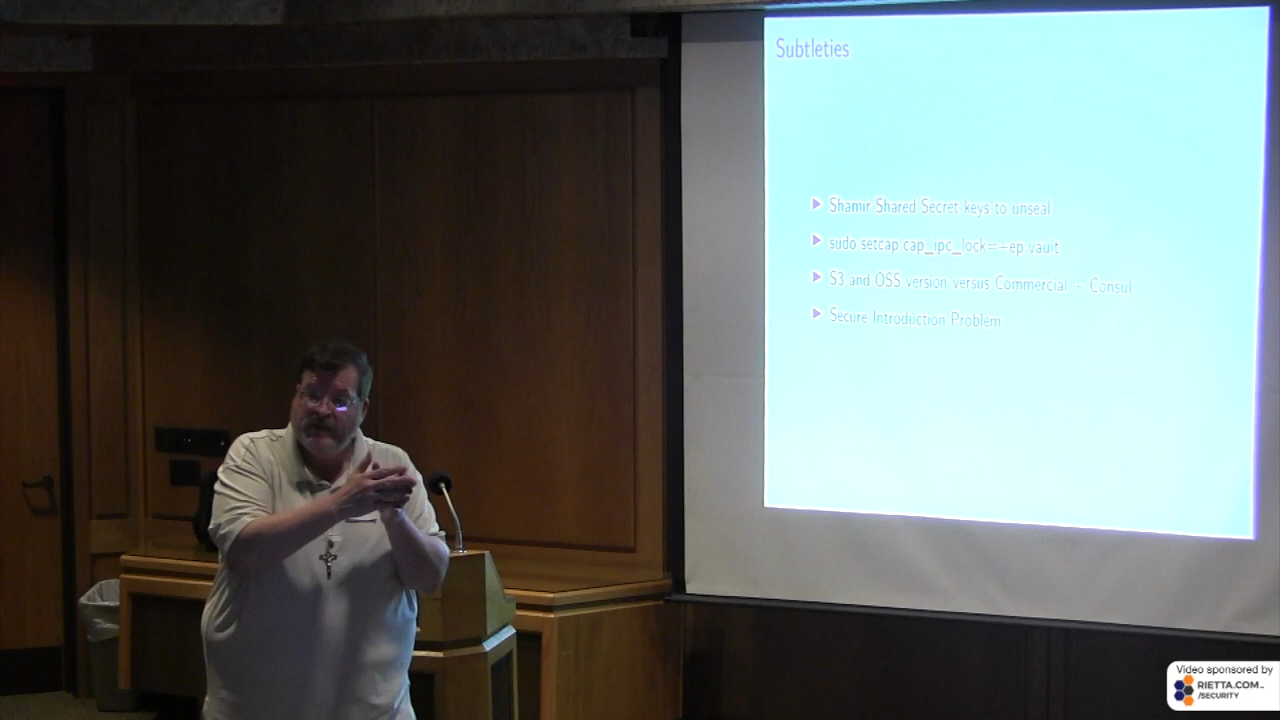 Subtleties
Shamir Shared Secret keys to unseal
sudo setcap cap_ipc_lock=+ep vault
S3 and OSS version versus Commercial + Consul
Secure Introduction Problem
Video sponsored by
RIETTA.COM
/SECURITY